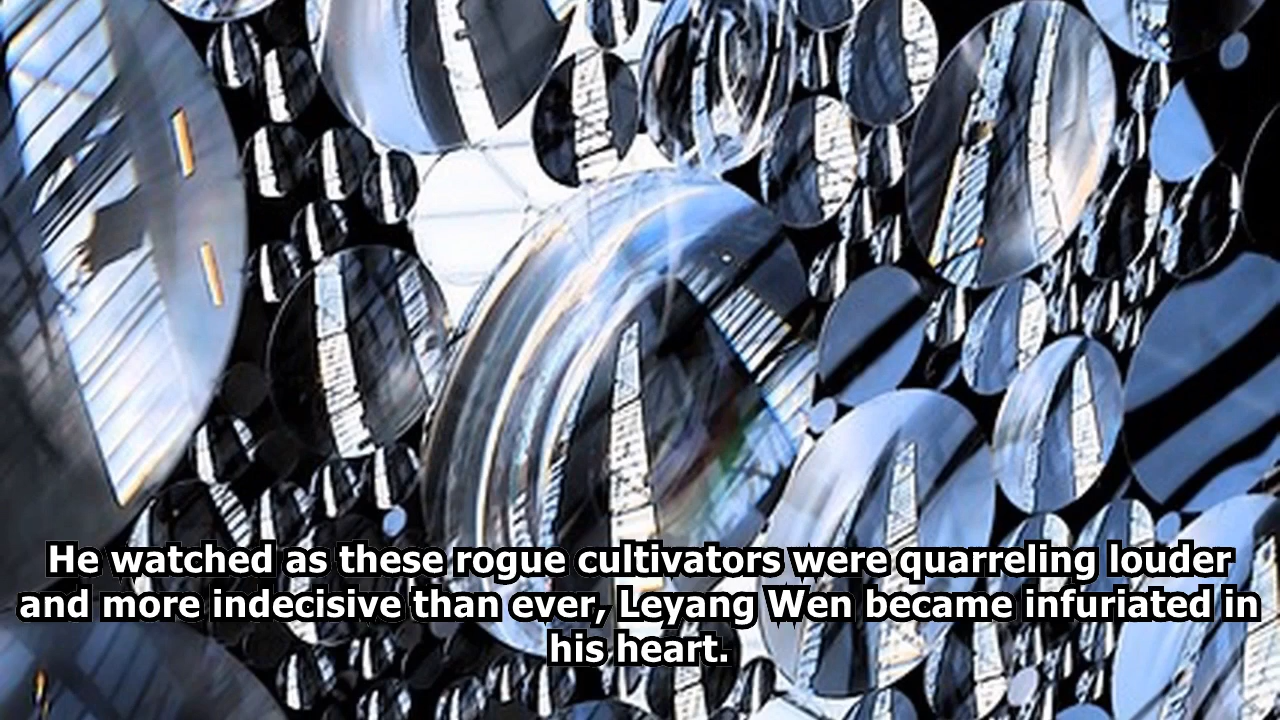 He watched as these rogue cultivators were quarreling louder
and more indecisive than ever, Leyang Wen became infuriated in
his heart.